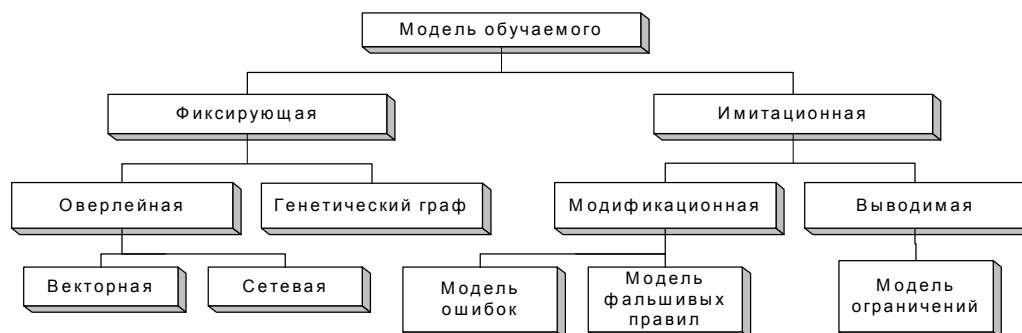 Модель обучаемого
Фиксирующая
Имитационная
Оверлейная
Генетический граф
Модификационная
Выводимая
Векторная
Сетевая
Модель
ошибок
Модель
фальшивых
правил
Модель
ограничений